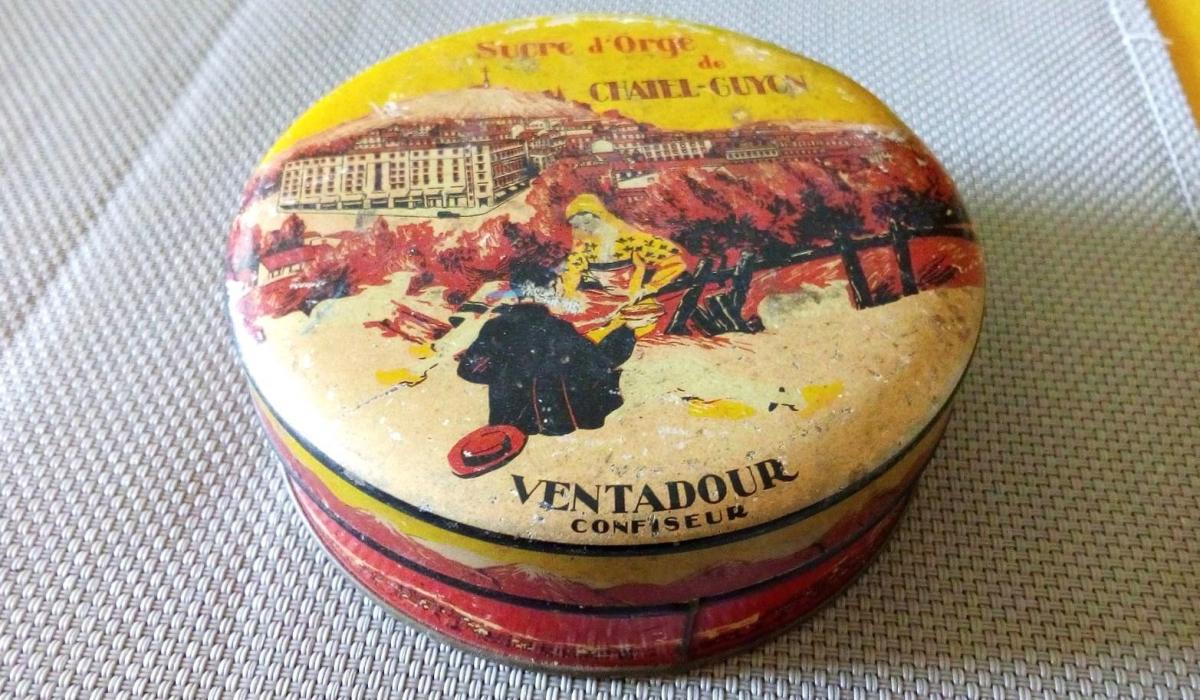 Sucre d'Orge
de
CHATEL-GUYON
VENTADOUR
CONFISEUR